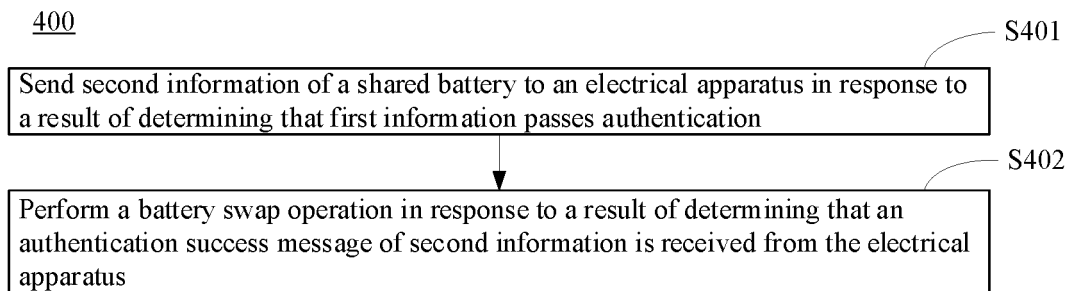 400
S401
Send second information of a shared battery to an electrical apparatus in response to
a result of determining that first information passes authentication
S402
Perform a battery swap operation in response to a result of determining that an
authentication success message of second information is received from the electrical
apparatus